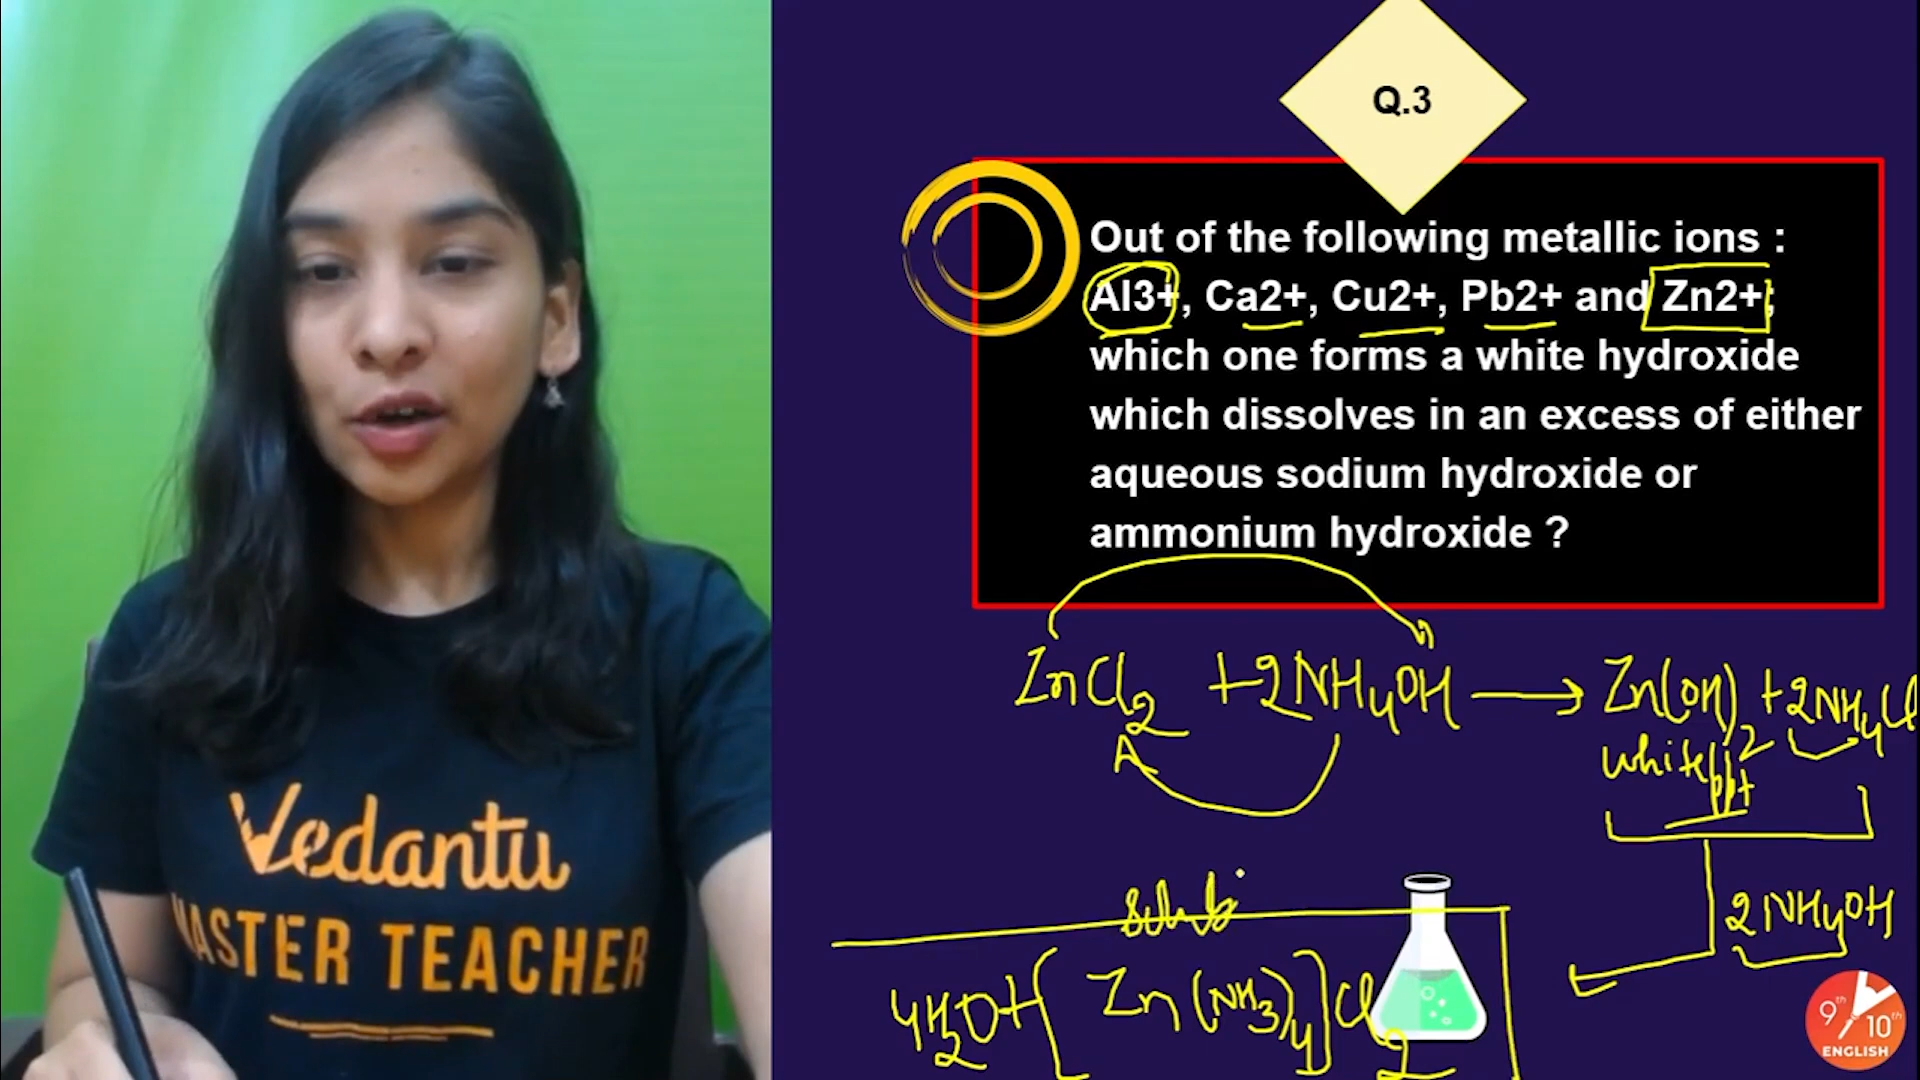 Q.3
Out of the following metallic ions :
Al3+, Ca2+, Cu2+, Pb2+ and Zn2+;
which one forms a white hydroxide
which dissolves in an excess of either
aqueous sodium hydroxide or
ammonium hydroxide ?
ZnCl2 +2NH4OH → Zn(OH)2 +2NH4Cl
white ppt
2NH4OH
4H2O+[Zn(NH3)4]Cl2
Vedantu
MASTER TEACHER
9th 10th
ENGLISH